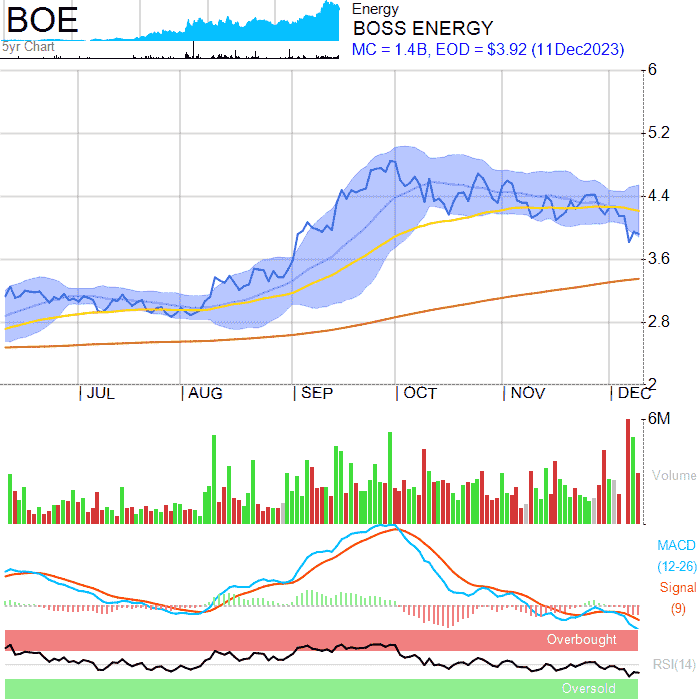 BOE
5yr Chart
Energy
BOSS ENERGY
MC = 1.4B, EOD = $3.92 (11Dec2023)
6
5.2
4.4
3.6
2.8
2
JUL AUG SEP OCT NOV DEC
6M
Volume
MACD
(12-26)
Signal
(9)
Overbought
RSI(14)
Oversold